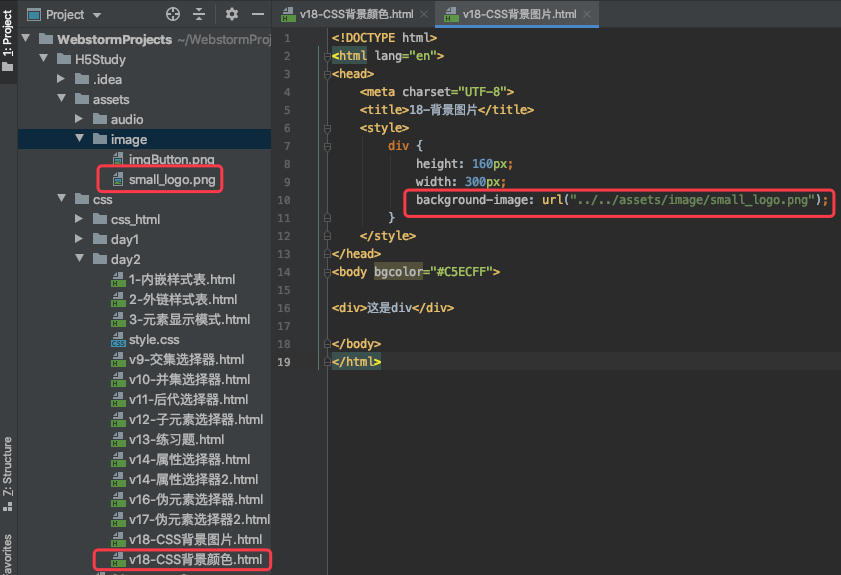 Project
v18-CSS背景颜色.html
v18-CSS背景图片.html
1: Project
WebstormProjects ~/WebstormProj
H5Study
.idea
assets
audio
image
imgButton.png
small_logo.png
css
css_html
day1
day2
1-内嵌样式表.html
2-外链样式表.html
3-元素显示模式.html
style.css
v9-交集选择器.html
v10-并集选择器.html
v11-后代选择器.html
v12-子元素选择器.html
v13-练习题.html
v14-属性选择器.html
v14-属性选择器2.html
v16-伪元素选择器.html
v17-伪元素选择器2.html
v18-CSS背景图片.html
v18-CSS背景颜色.html
Z: Structure
avorites
1 <!DOCTYPE html>
2 <html lang="en">
3 <head>
4 <meta charset="UTF-8">
5 <title>18-背景图片</title>
6 <style>
7 div {
8 height: 160px;
9 width: 300px;
10 background-image: url("../../assets/image/small_logo.png");
11 }
12 </style>
13 </head>
14 <body bgcolor="#C5ECFF">
15
16 <div>这是div</div>
17
18 </body>
19 </html>